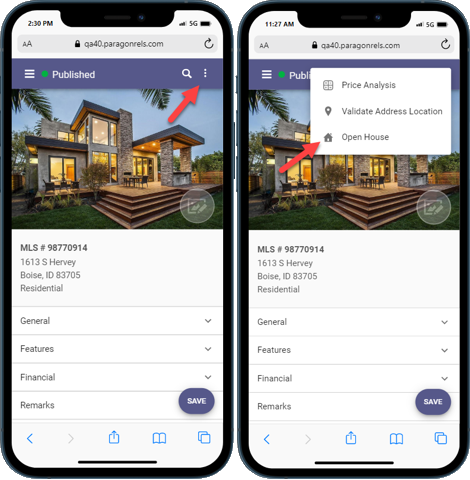 2:30 PM
5G
AA
qa40.paragonrels.com
Published
MLS # 98770914
1613 S Hervey
Boise, ID 83705
Residential
General
Features
Financial
Remarks
SAVE
11:27 AM
5G
AA
qa40.paragonrels.com
Publi
Price Analysis
Validate Address Location
Open House
MLS # 98770914
1613 S Hervey
Boise, ID 83705
Residential
General
Features
Financial
Remarks
SAVE